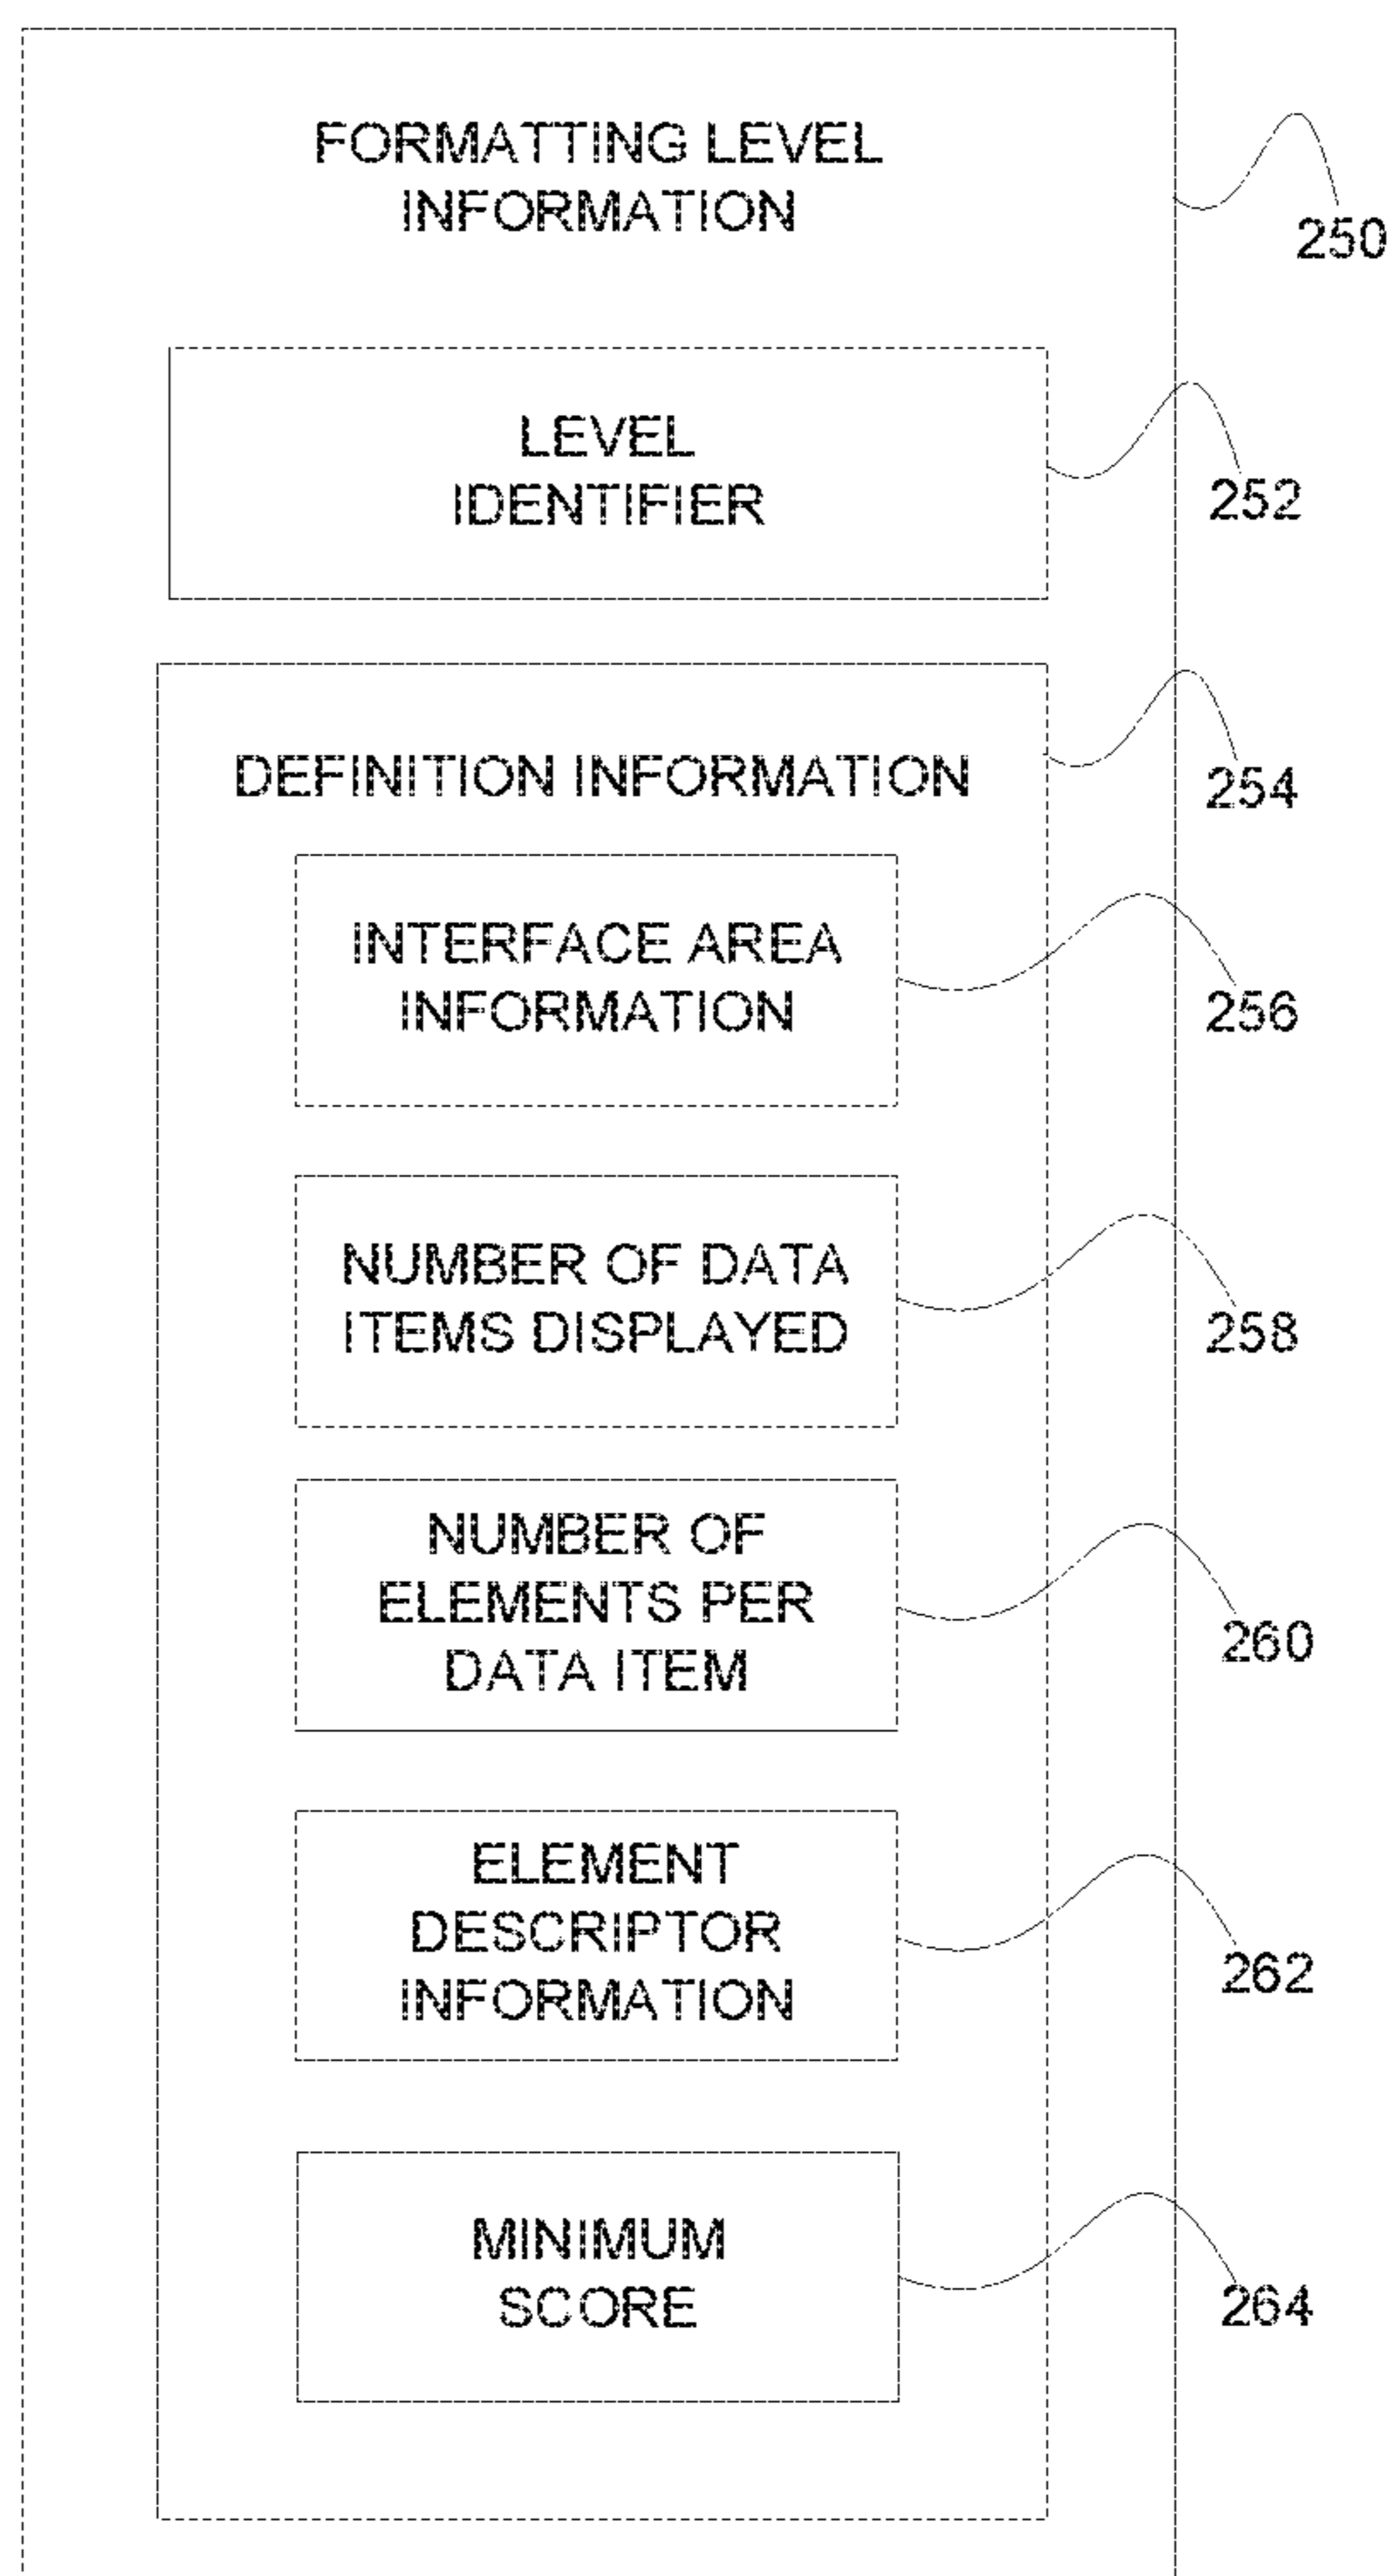 FORMATTING LEVEL
INFORMATION
250
LEVEL
IDENTIFIER
252
DEFINITION INFORMATION
254
INTERFACE AREA
INFORMATION
256
NUMBER OF DATA
ITEMS DISPLAYED
258
NUMBER OF
ELEMENTS PER
DATA ITEM
260
ELEMENT
DESCRIPTOR
INFORMATION
262
MINIMUM
SCORE
264